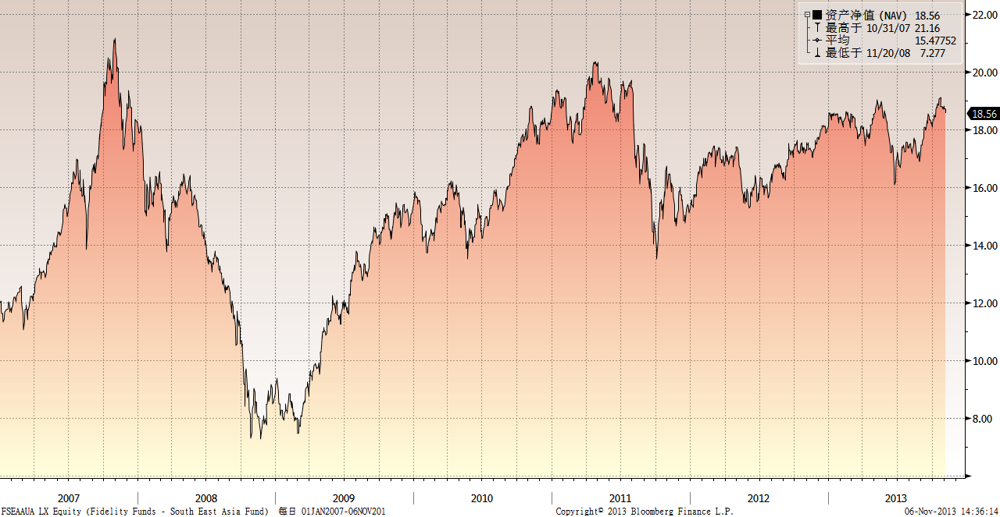 资产净值 (NAV) 18.56
最高于 10/31/07 21.16
平均 15.47752
最低于 11/20/08 7.277
22.00
20.00
18.56
18.00
16.00
14.00
12.00
10.00
8.00
2007 2008 2009 2010 2011 2012 2013
FSEAAUA LX Equity (Fidelity Funds - South East Asia Fund) 每日 01JAN2007-06NOV201 Copyright© 2013 Bloomberg Finance L.P. 06-Nov-2013 14:36:14